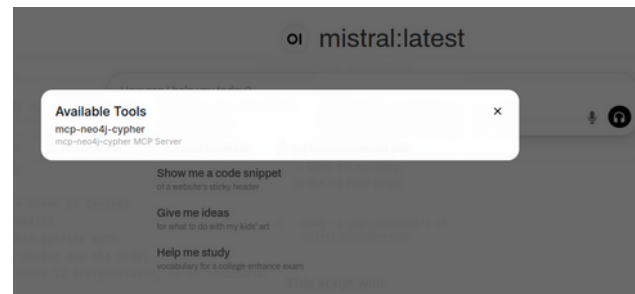 OI mistral:latest
Available Tools
mcp-neo4j-cypher
mcp-neo4j-cypher MCP Server
Show me a code snippet
of a website's sticky header
Give me ideas
for what to do with my kids' art
Help me study
vocabulary for a college entrance exam